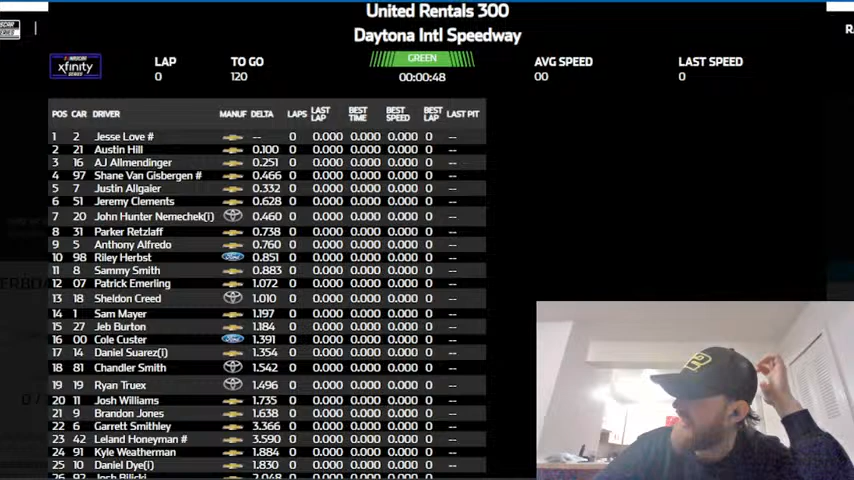 United Rentals 300
Daytona Intl Speedway
xfinity
LAP TO GO GREEN AVG SPEED LAST SPEED
0 120 00:00:48 00 0
POS CAR DRIVER MANUF DELTA LAPS LAST LAP BEST TIME BEST SPEED BEST LAP LAST PIT
1 2 Jesse Love # -- 0 0.000 0.000 0.000 0 --
2 21 Austin Hill 0.100 0 0.000 0.000 0.000 0 --
3 16 AJ Allmendinger 0.251 0 0.000 0.000 0.000 0 --
4 97 Shane Van Gisbergen # 0.466 0 0.000 0.000 0.000 0 --
5 7 Justin Allgaier 0.332 0 0.000 0.000 0.000 0 --
6 51 Jeremy Clements 0.628 0 0.000 0.000 0.000 0 --
7 20 John Hunter Nemechek(i) 0.460 0 0.000 0.000 0.000 0 --
8 31 Parker Retzlaff 0.738 0 0.000 0.000 0.000 0 --
9 5 Anthony Alfredo 0.760 0 0.000 0.000 0.000 0 --
10 98 Riley Herbst Ford 0.851 0 0.000 0.000 0.000 0 --
11 8 Sammy Smith 0.883 0 0.000 0.000 0.000 0 --
12 07 Patrick Emerling 1.072 0 0.000 0.000 0.000 0 --
13 18 Sheldon Creed 1.010 0 0.000 0.000 0.000 0 --
14 1 Sam Mayer 1.197 0 0.000 0.000 0.000 0 --
15 27 Jeb Burton 1.184 0 0.000 0.000 0.000 0 --
16 00 Cole Custer Ford 1.391 0 0.000 0.000 0.000 0 --
17 14 Daniel Suarez(i) 1.354 0 0.000 0.000 0.000 0 --
18 81 Chandler Smith 1.542 0 0.000 0.000 0.000 0 --
19 19 Ryan Truex 1.496 0 0.000 0.000 0.000 0 --
20 11 Josh Williams 1.735 0 0.000 0.000 0.000 0 --
21 9 Brandon Jones 1.638 0 0.000 0.000 0.000 0 --
22 6 Garrett Smithley 3.366 0 0.000 0.000 0.000 0 --
23 42 Leland Honeyman # 3.590 0 0.000 0.000 0.000 0 --
24 91 Kyle Weatherman 1.884 0 0.000 0.000 0.000 0 --
25 10 Daniel Dye(i) 1.830 0 0.000 0.000 0.000 0 --
26 92 Josh Bilicki 2.048 0 0.000 0.000 0.000 0 --